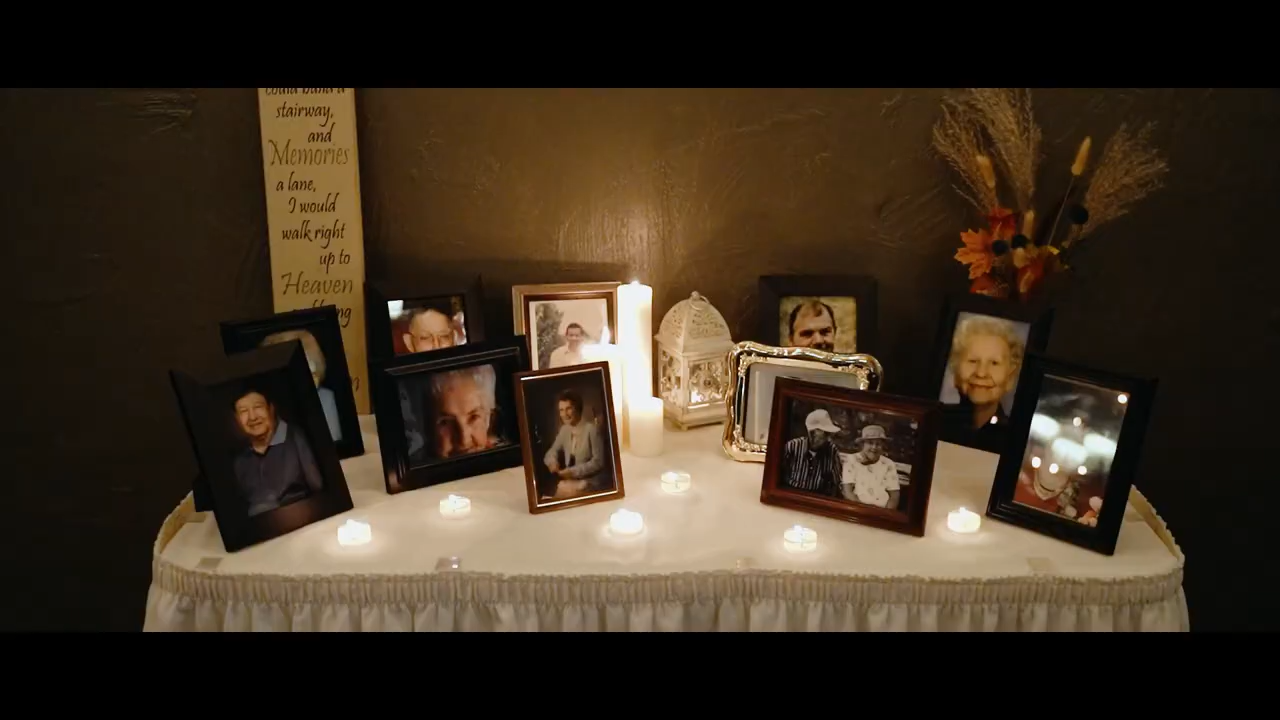 stairway,
and
Memories
a lane,
I would
walk right
up to
Heaven